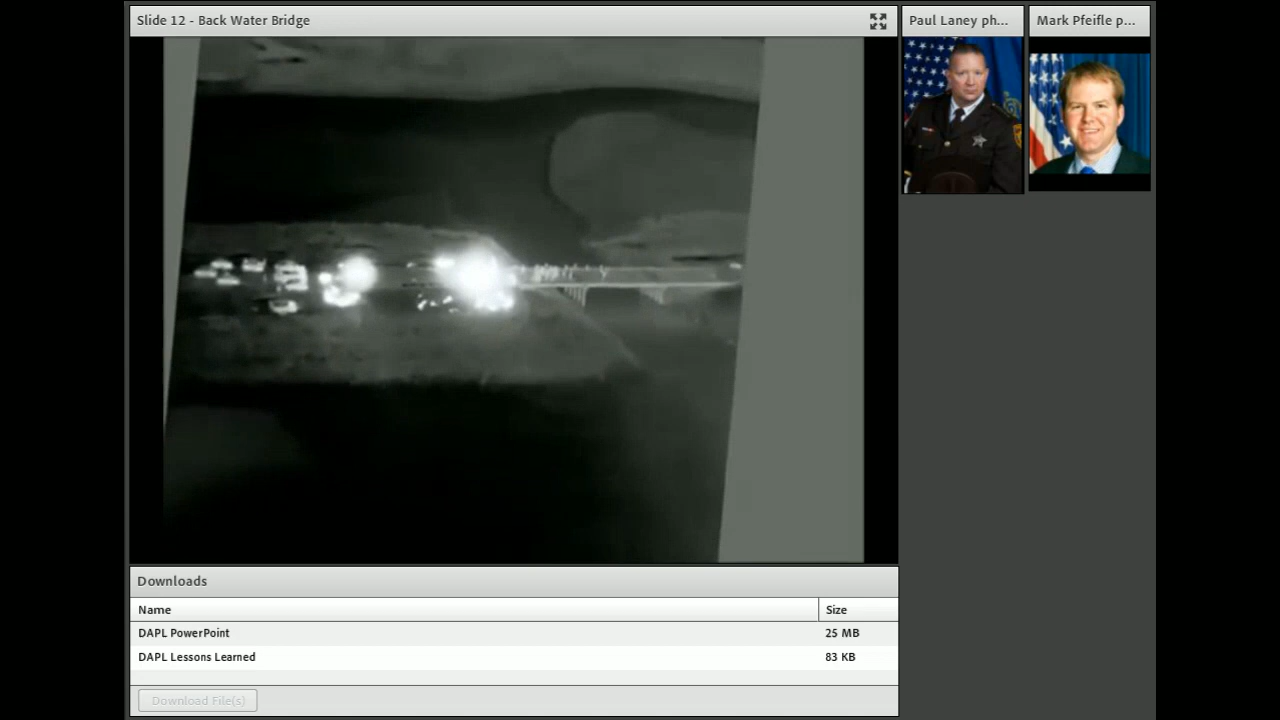 Slide 12 - Back Water Bridge
Paul Laney ph...
Mark Pfeifle p...
Downloads
Name
Size
DAPL PowerPoint
25 MB
DAPL Lessons Learned
83 KB
Download File(s)